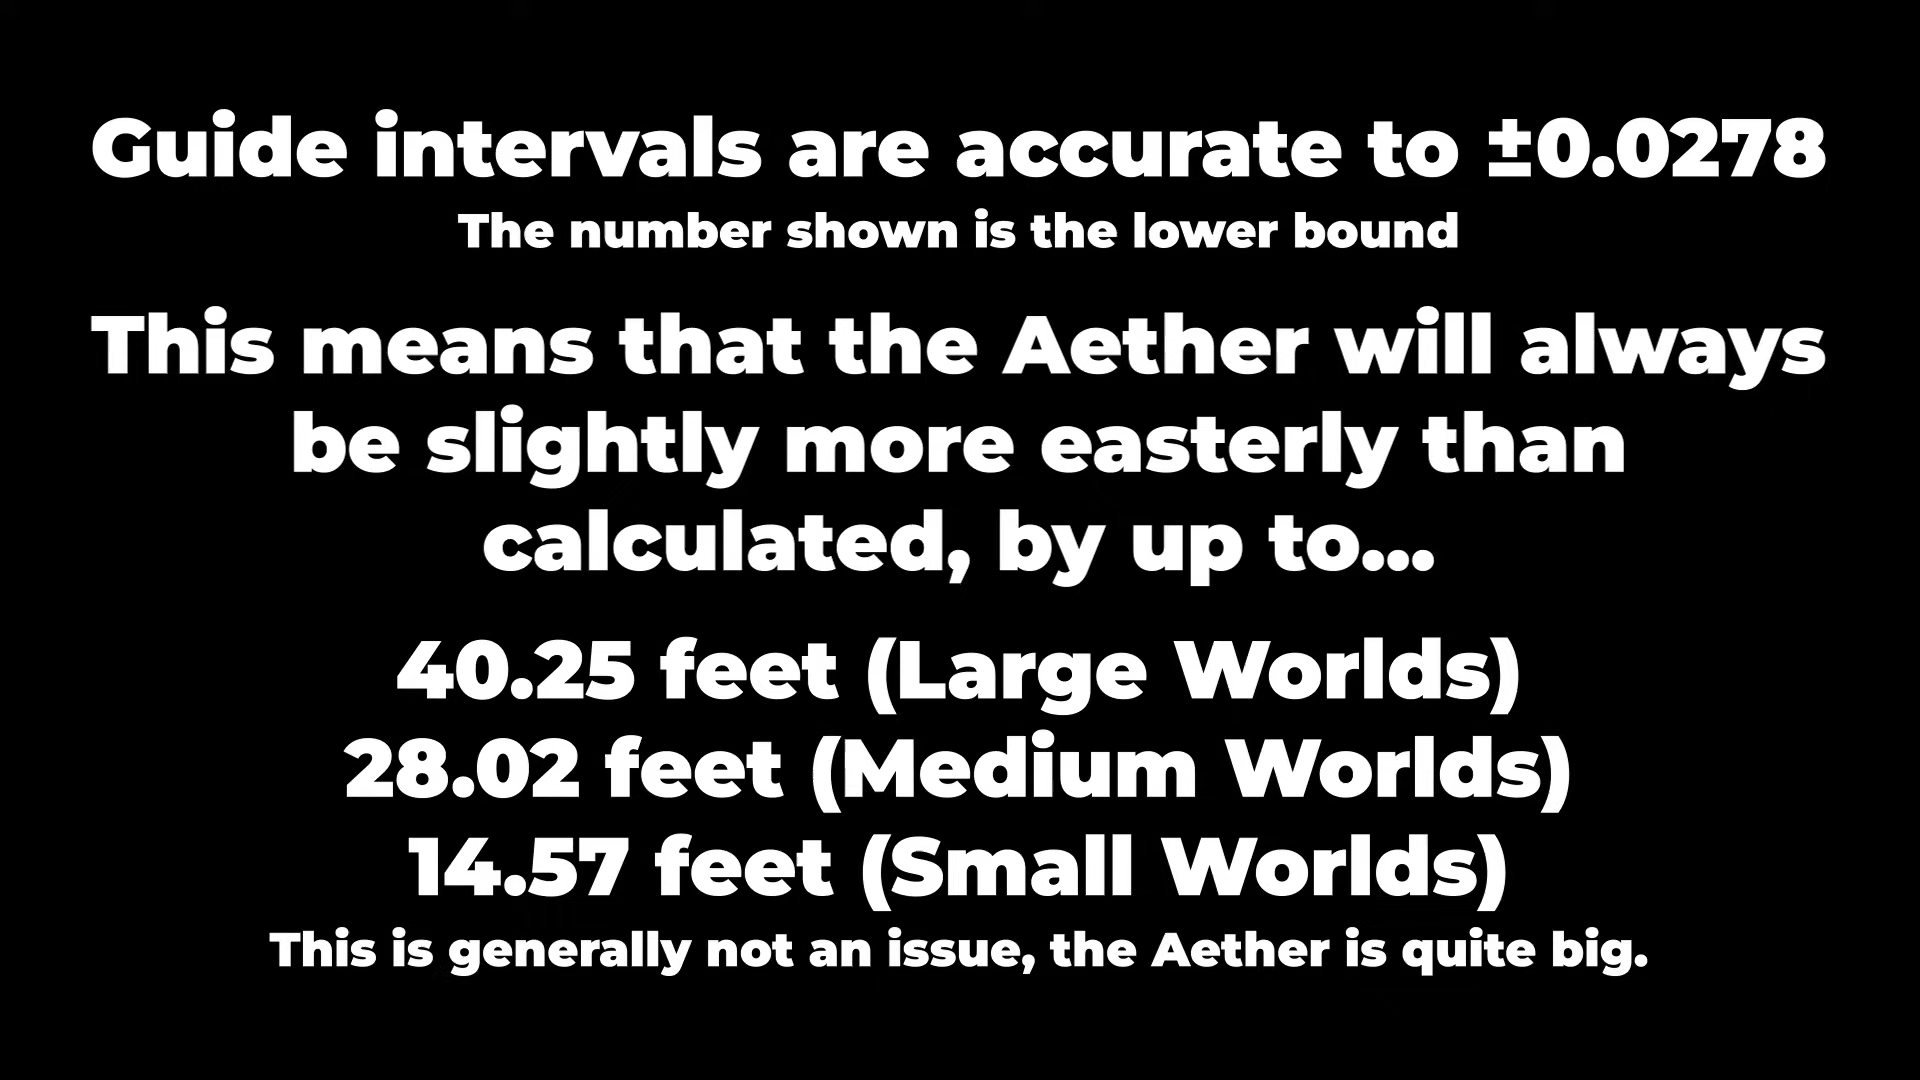 Guide intervals are accurate to ±0.0278
The number shown is the lower bound
This means that the Aether will always
be slightly more easterly than
calculated, by up to...
40.25 feet (Large Worlds)
28.02 feet (Medium Worlds)
14.57 feet (Small Worlds)
This is generally not an issue, the Aether is quite big.